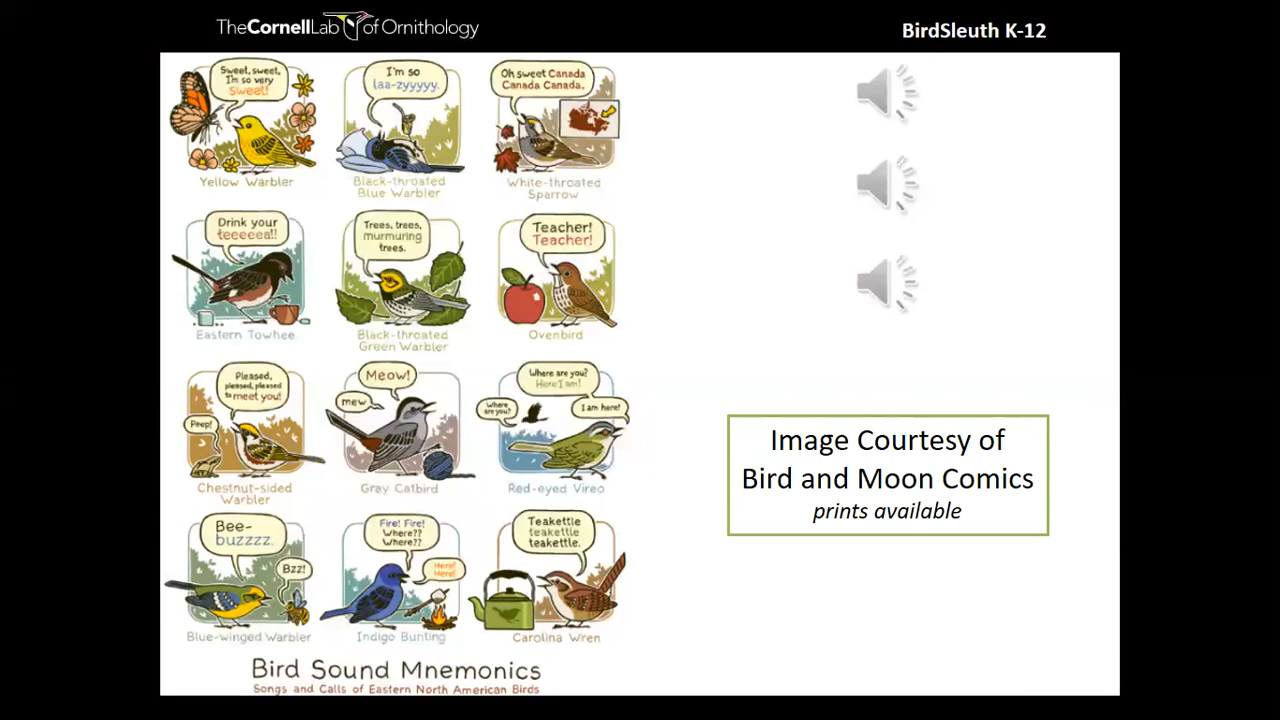 TheCornellLab of Ornithology
BirdSleuth K-12
Sweet, sweet,
I'm so very
sweet!
Yellow Warbler
I'm so
laa-zyyyyy.
Black-throated
Blue Warbler
Oh sweet Canada
Canada Canada.
White-throated
Sparrow
Drink your
teeeeea!!
Eastern Towhee
Trees, trees,
murmuring
trees.
Black-throated
Green Warbler
Teacher!
Teacher!
Ovenbird
Pleased,
pleased, pleased
to meet you!
Peep!
Chestnut-sided
Warbler
Meow!
mew
Gray Catbird
Where are you?
Here I am!
Where
are you?
I am here!
Red-eyed Vireo
Bee-
buzzzz.
Bzz!
Blue-winged Warbler
Fire! Fire!
Where??
Where??
Here!
Here!
Indigo Bunting
Teakettle
teakettle
teakettle.
Carolina Wren
Bird Sound Mnemonics
Songs and Calls of Eastern North American Birds
Image Courtesy of
Bird and Moon Comics
prints available